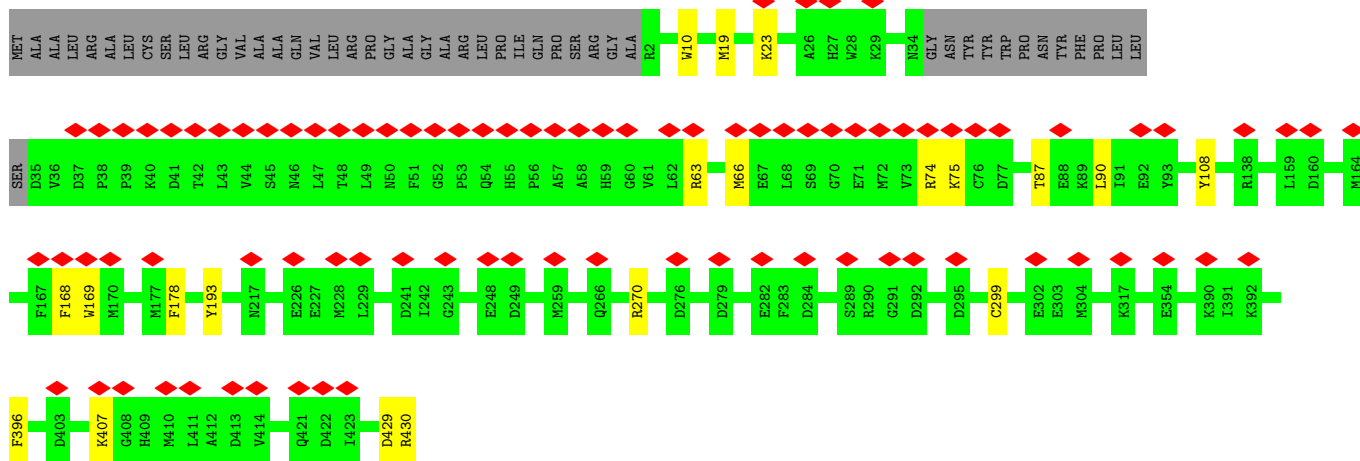 MET ALA ALA LEU ARG ALA LEU CYS SER LEU ARG GLY VAL ALA ALA GLN VAL LEU ARG PRO GLY ALA GLY ALA ARG LEU PRO ILE GLN PRO SER ARG GLY ALA R2 W10 M19 K23 A26 H27 W28 K29 N34 GLY ASN TYR TYR TRP PRO ASN TYR PHE PRO LEU LEU
SER D35 V36 D37 P38 P39 K40 D41 T42 L43 V44 S45 N46 L47 T48 L49 N50 F51 G52 P53 Q54 H55 P56 A57 A58 H59 G60 V61 L62 R63 M66 E67 L68 S69 G70 E71 M72 V73 R74 K75 C76 D77 T87 E88 K89 L90 I91 E92 Y93 Y108 R138 L159 D160 M164
F167 F168 W169 M170 M177 F178 Y193 N217 E226 E227 M228 L229 D241 I242 G243 E248 D249 M259 Q266 R270 D276 D279 E282 F283 D284 S289 R290 G291 D292 D295 C299 E302 E303 M304 K317 E354 K390 I391 K392
F396 D403 K407 G408 H409 M410 L411 A412 D413 V414 Q421 D422 I423 D429 R430